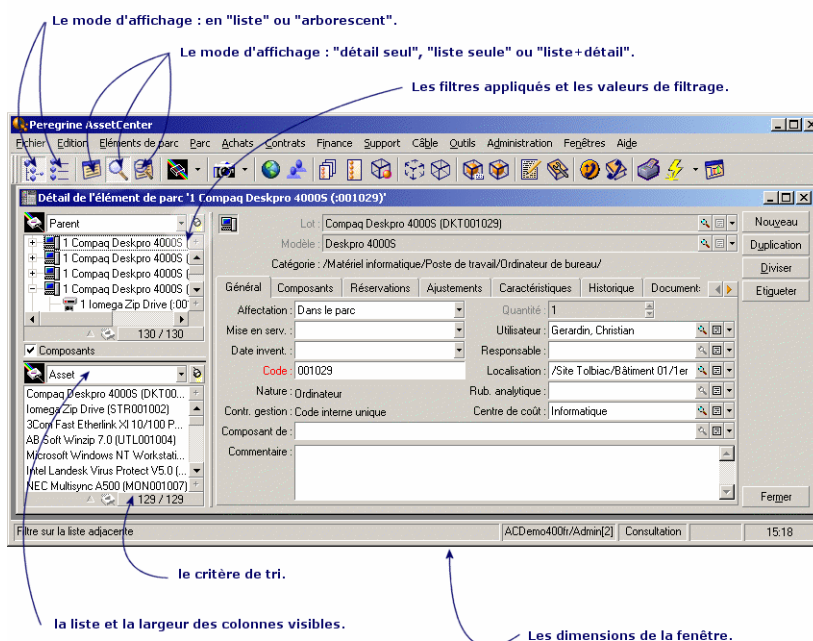 Le mode d'affichage : en "liste" ou "arborescent".
Le mode d'affichage : "détail seul", "liste seule" ou "liste+détail".
Les filtres appliqués et les valeurs de filtrage.
Peregrine AssetCenter
Fichier Edition Eléments de parc Parc Achats Contrats Finance Support Câble Outils Administration Fenêtres Aide
Détail de l'élément de parc '1 Compaq Deskpro 4000S (:001029)'
Parent
1 Compaq Deskpro 4000S
1 Compaq Deskpro 4000S (
1 Compaq Deskpro 4000S (
1 Compaq Deskpro 4000S (
1 Iomega Zip Drive (:00
130 / 130
Composants
Asset
Compaq Deskpro 4000S (DKT00...
Iomega Zip Drive (STR001002)
3Com Fast Etherlink XI 10/100 P...
AB Soft Winzip 7.0 (UTL001004)
Microsoft Windows NT Workstati...
Intel Landesk Virus Protect V5.0 (...
NEC Multisync A500 (MON001007)
129 / 129
Lot : Compaq Deskpro 4000S (DKT001029)
Modèle : Deskpro 4000S
Catégorie : /Matériel informatique/Poste de travail/Ordinateur de bureau/
Général Composants Réservations Ajustements Caractéristiques Historique Document:
Affectation : Dans le parc
Quantité : 1
Mise en serv. :
Utilisateur : Gerardin, Christian
Date invent. :
Responsable :
Code : 001029
Localisation : /Site Tolbiac/Bâtiment 01/1er
Nature : Ordinateur
Rub. analytique :
Contr. gestion : Code interne unique
Centre de coût : Informatique
Composant de :
Commentaire :
Nouveau
Duplication
Diviser
Etiqueter
Fermer
Filtre sur la liste adjacente
ACDemo400fr/Admin[2] Consultation 15:18
le critère de tri.
la liste et la largeur des colonnes visibles.
Les dimensions de la fenêtre.